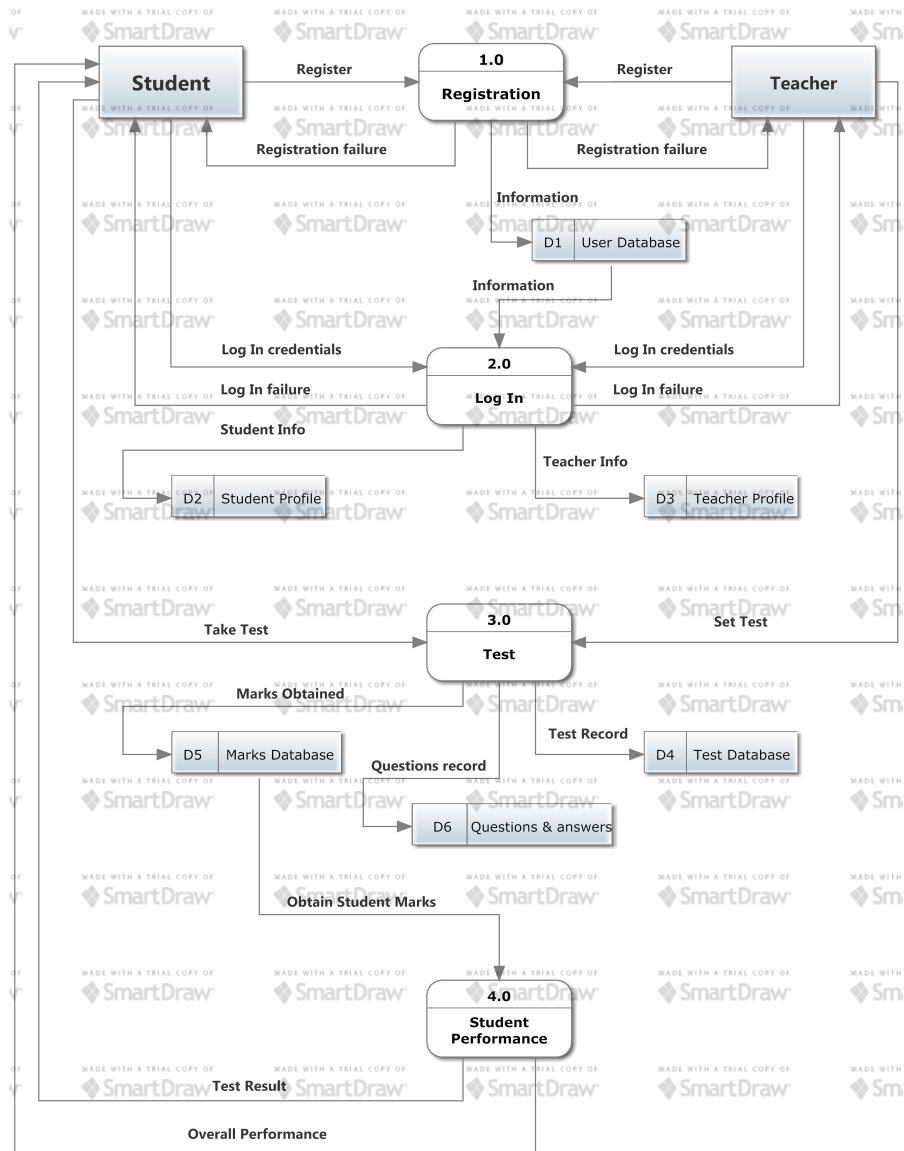 1.0
Student
Register
Registration
Register
Teacher
Registration failure
Registration failure
Information
D1 User Database
Information
Log In credentials
2.0
Log In credentials
Log In failure
Log In
Log In failure
Student Info
Teacher Info
D2 Student Profile
D3 Teacher Profile
3.0
Take Test
Test
Set Test
Marks Obtained
Test Record
D5 Marks Database
D4 Test Database
Questions record
D6 Questions & answers
Obtain Student Marks
4.0
Student
Performance
Test Result
Overall Performance
MADE WITH A TRIAL COPY OF
SmartDraw